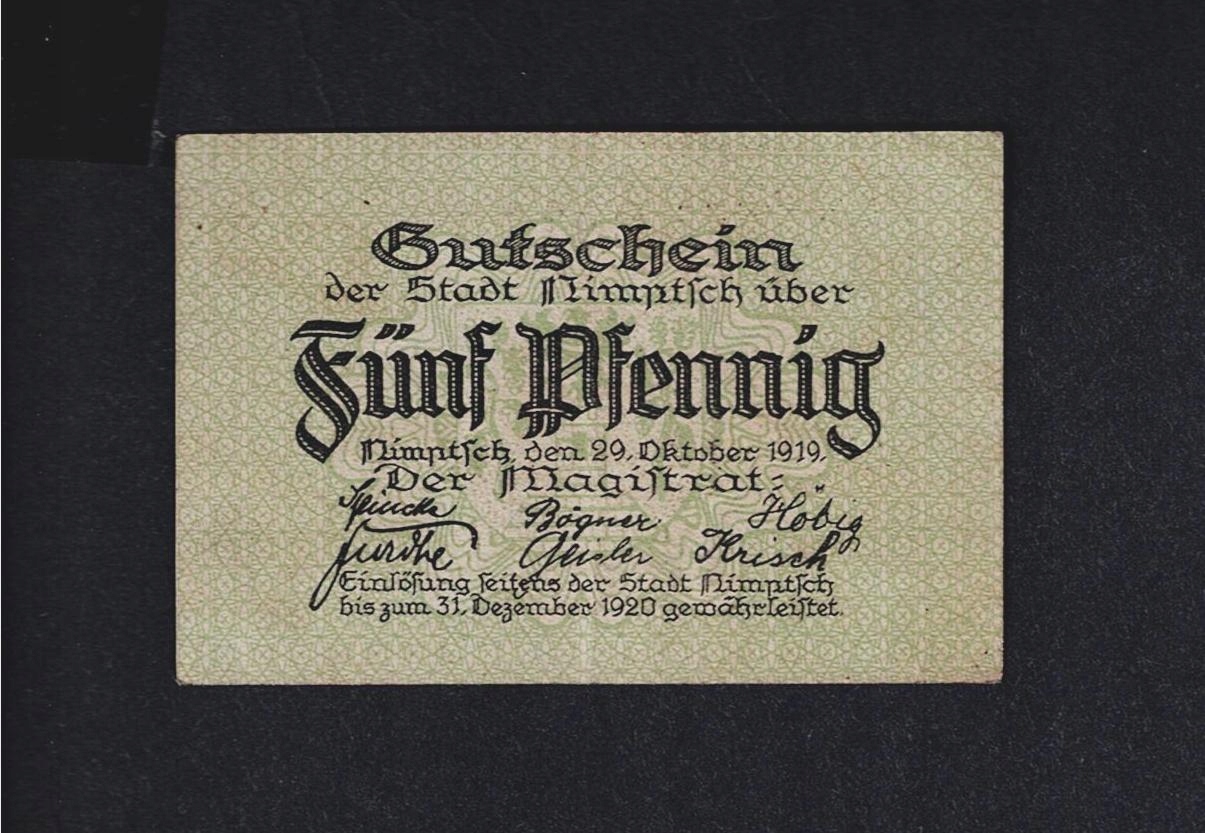 Gutschein
der Stadt Nimptsch über
Fünf Pfennig
Nimptsch, den 29. Oktober 1919.
Der Magistrat:
Bögner Höbig
Geisler Krisch
Einlösung seitens der Stadt Nimptsch
bis zum 31. Dezember 1920 gewährleistet.